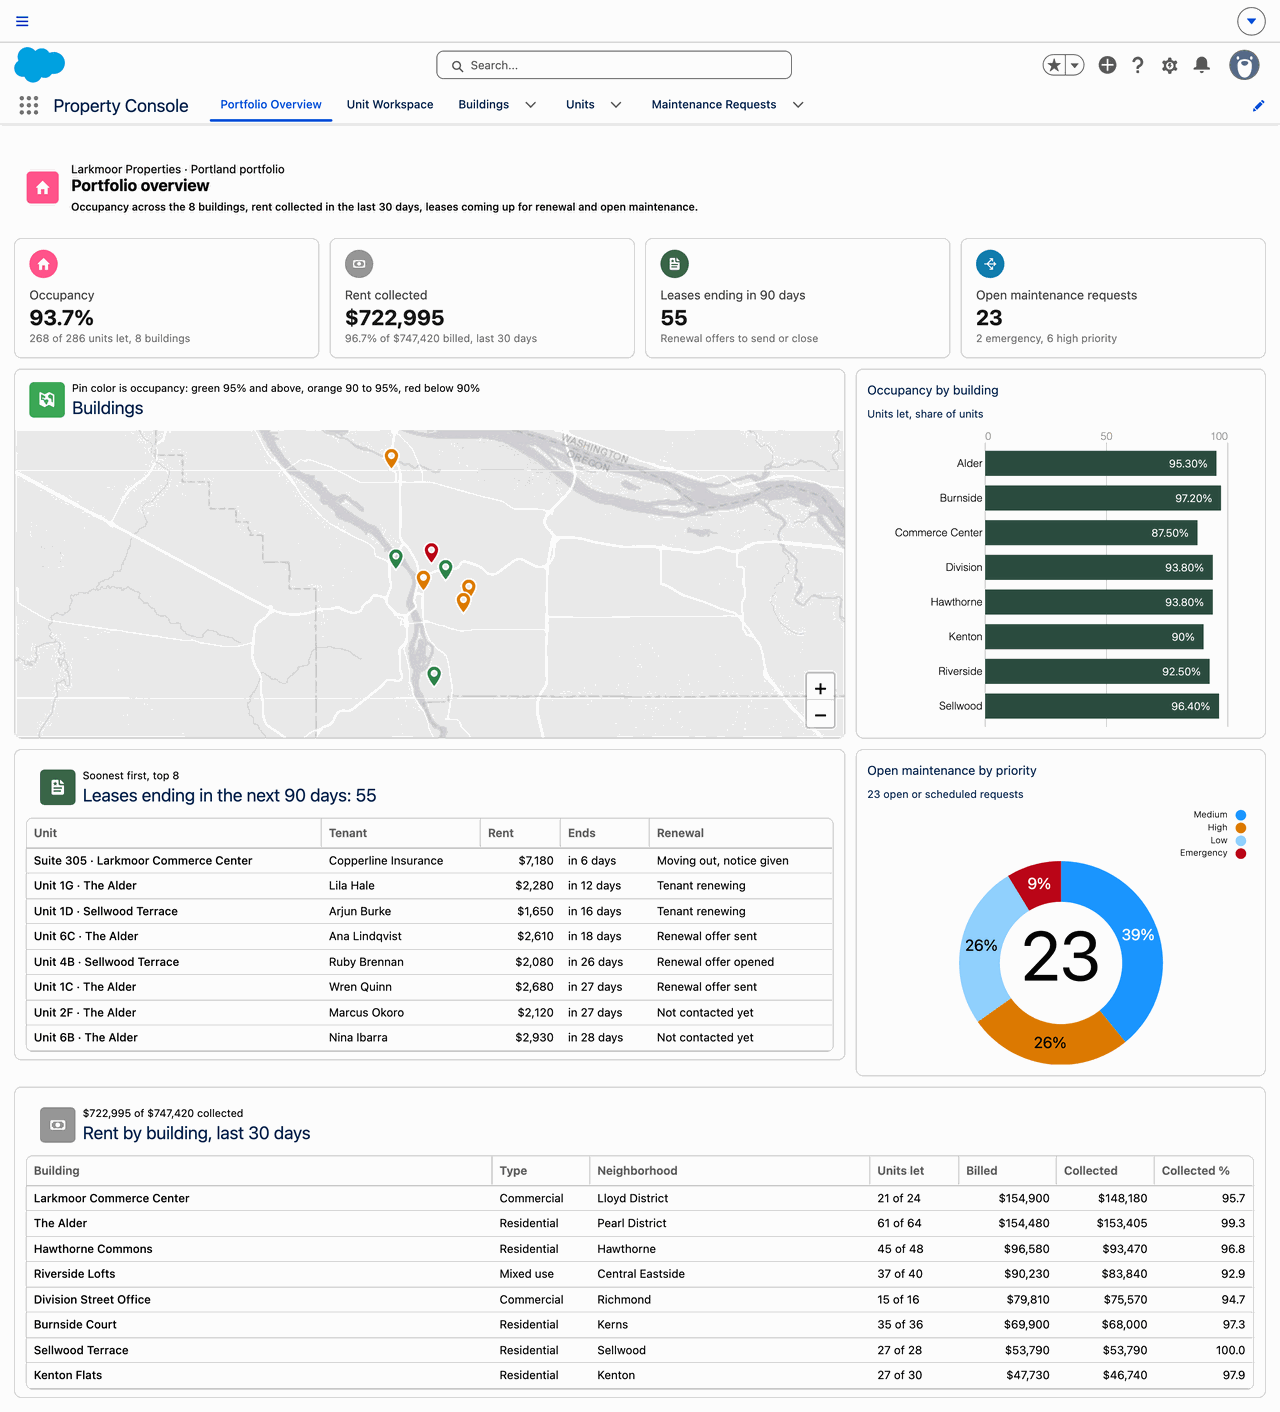 Search...
Property Console
Portfolio Overview
Unit Workspace
Buildings
Units
Maintenance Requests
Larkmoor Properties · Portland portfolio
Portfolio overview
Occupancy across the 8 buildings, rent collected in the last 30 days, leases coming up for renewal and open maintenance.
Occupancy
93.7%
268 of 286 units let, 8 buildings
Rent collected
$722,995
96.7% of $747,420 billed, last 30 days
Leases ending in 90 days
55
Renewal offers to send or close
Open maintenance requests
23
2 emergency, 6 high priority
Pin color is occupancy: green 95% and above, orange 90 to 95%, red below 90%
Buildings
WASHINGTON
OREGON
+
−
Occupancy by building
Units let, share of units
0 50 100
Alder 95.30%
Burnside 97.20%
Commerce Center 87.50%
Division 93.80%
Hawthorne 93.80%
Kenton 90%
Riverside 92.50%
Sellwood 96.40%
Soonest first, top 8
Leases ending in the next 90 days: 55
Unit Tenant Rent Ends Renewal
Suite 305 · Larkmoor Commerce Center Copperline Insurance $7,180 in 6 days Moving out, notice given
Unit 1G · The Alder Lila Hale $2,280 in 12 days Tenant renewing
Unit 1D · Sellwood Terrace Arjun Burke $1,650 in 16 days Tenant renewing
Unit 6C · The Alder Ana Lindqvist $2,610 in 18 days Renewal offer sent
Unit 4B · Sellwood Terrace Ruby Brennan $2,080 in 26 days Renewal offer opened
Unit 1C · The Alder Wren Quinn $2,680 in 27 days Renewal offer sent
Unit 2F · The Alder Marcus Okoro $2,120 in 27 days Not contacted yet
Unit 6B · The Alder Nina Ibarra $2,930 in 28 days Not contacted yet
Open maintenance by priority
23 open or scheduled requests
Medium
High
Low
Emergency
9%
39%
26%
23
26%
$722,995 of $747,420 collected
Rent by building, last 30 days
Building Type Neighborhood Units let Billed Collected Collected %
Larkmoor Commerce Center Commercial Lloyd District 21 of 24 $154,900 $148,180 95.7
The Alder Residential Pearl District 61 of 64 $154,480 $153,405 99.3
Hawthorne Commons Residential Hawthorne 45 of 48 $96,580 $93,470 96.8
Riverside Lofts Mixed use Central Eastside 37 of 40 $90,230 $83,840 92.9
Division Street Office Commercial Richmond 15 of 16 $79,810 $75,570 94.7
Burnside Court Residential Kerns 35 of 36 $69,900 $68,000 97.3
Sellwood Terrace Residential Sellwood 27 of 28 $53,790 $53,790 100.0
Kenton Flats Residential Kenton 27 of 30 $47,730 $46,740 97.9